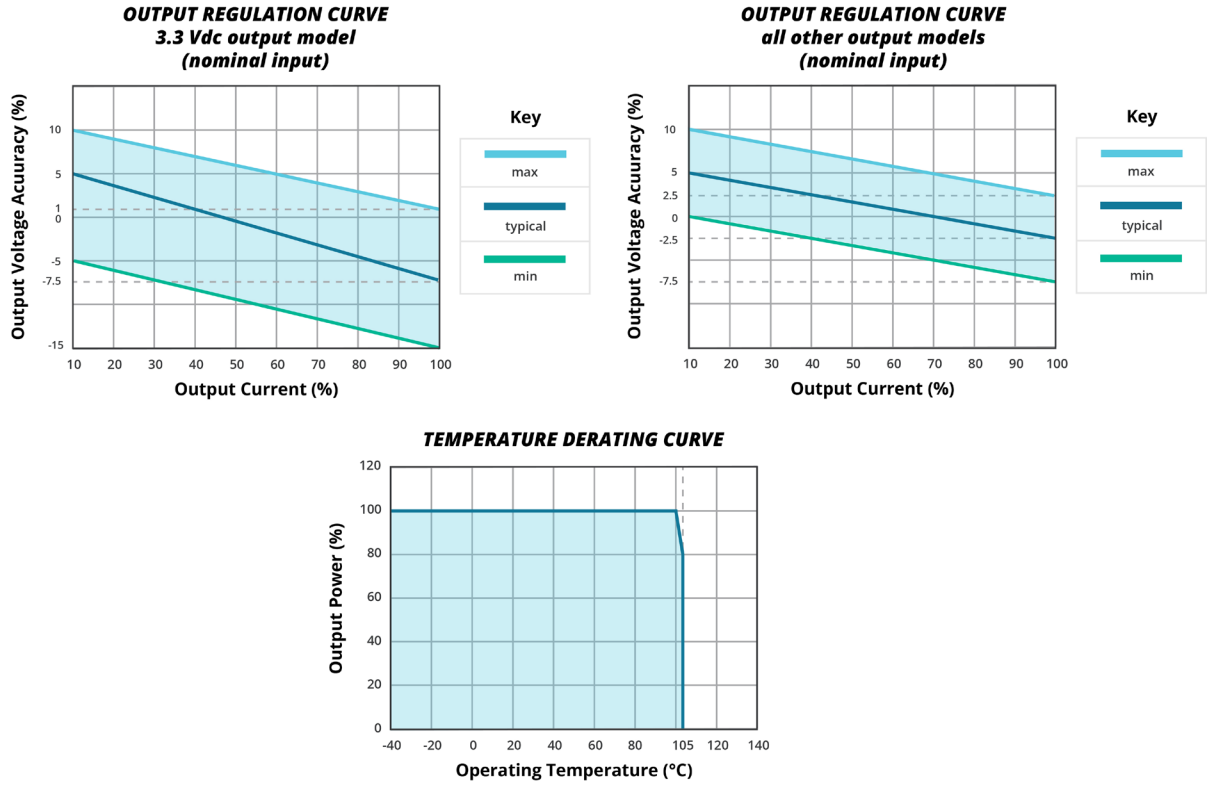 OUTPUT REGULATION CURVE
3.3 Vdc output model
(nominal input)
Output Voltage Acuuracy (%)
10
5
1
0
-5
-7.5
-15
10 20 30 40 50 60 70 80 90 100
Output Current (%)
Key
max
typical
min
OUTPUT REGULATION CURVE
all other output models
(nominal input)
Output Voltage Acuuracy (%)
10
5
2.5
0
-2.5
-7.5
10 20 30 40 50 60 70 80 90 100
Output Current (%)
Key
max
typical
min
TEMPERATURE DERATING CURVE
Output Power (%)
120
100
80
60
40
20
0
-40 -20 0 20 40 60 80 105 120 140
Operating Temperature (°C)